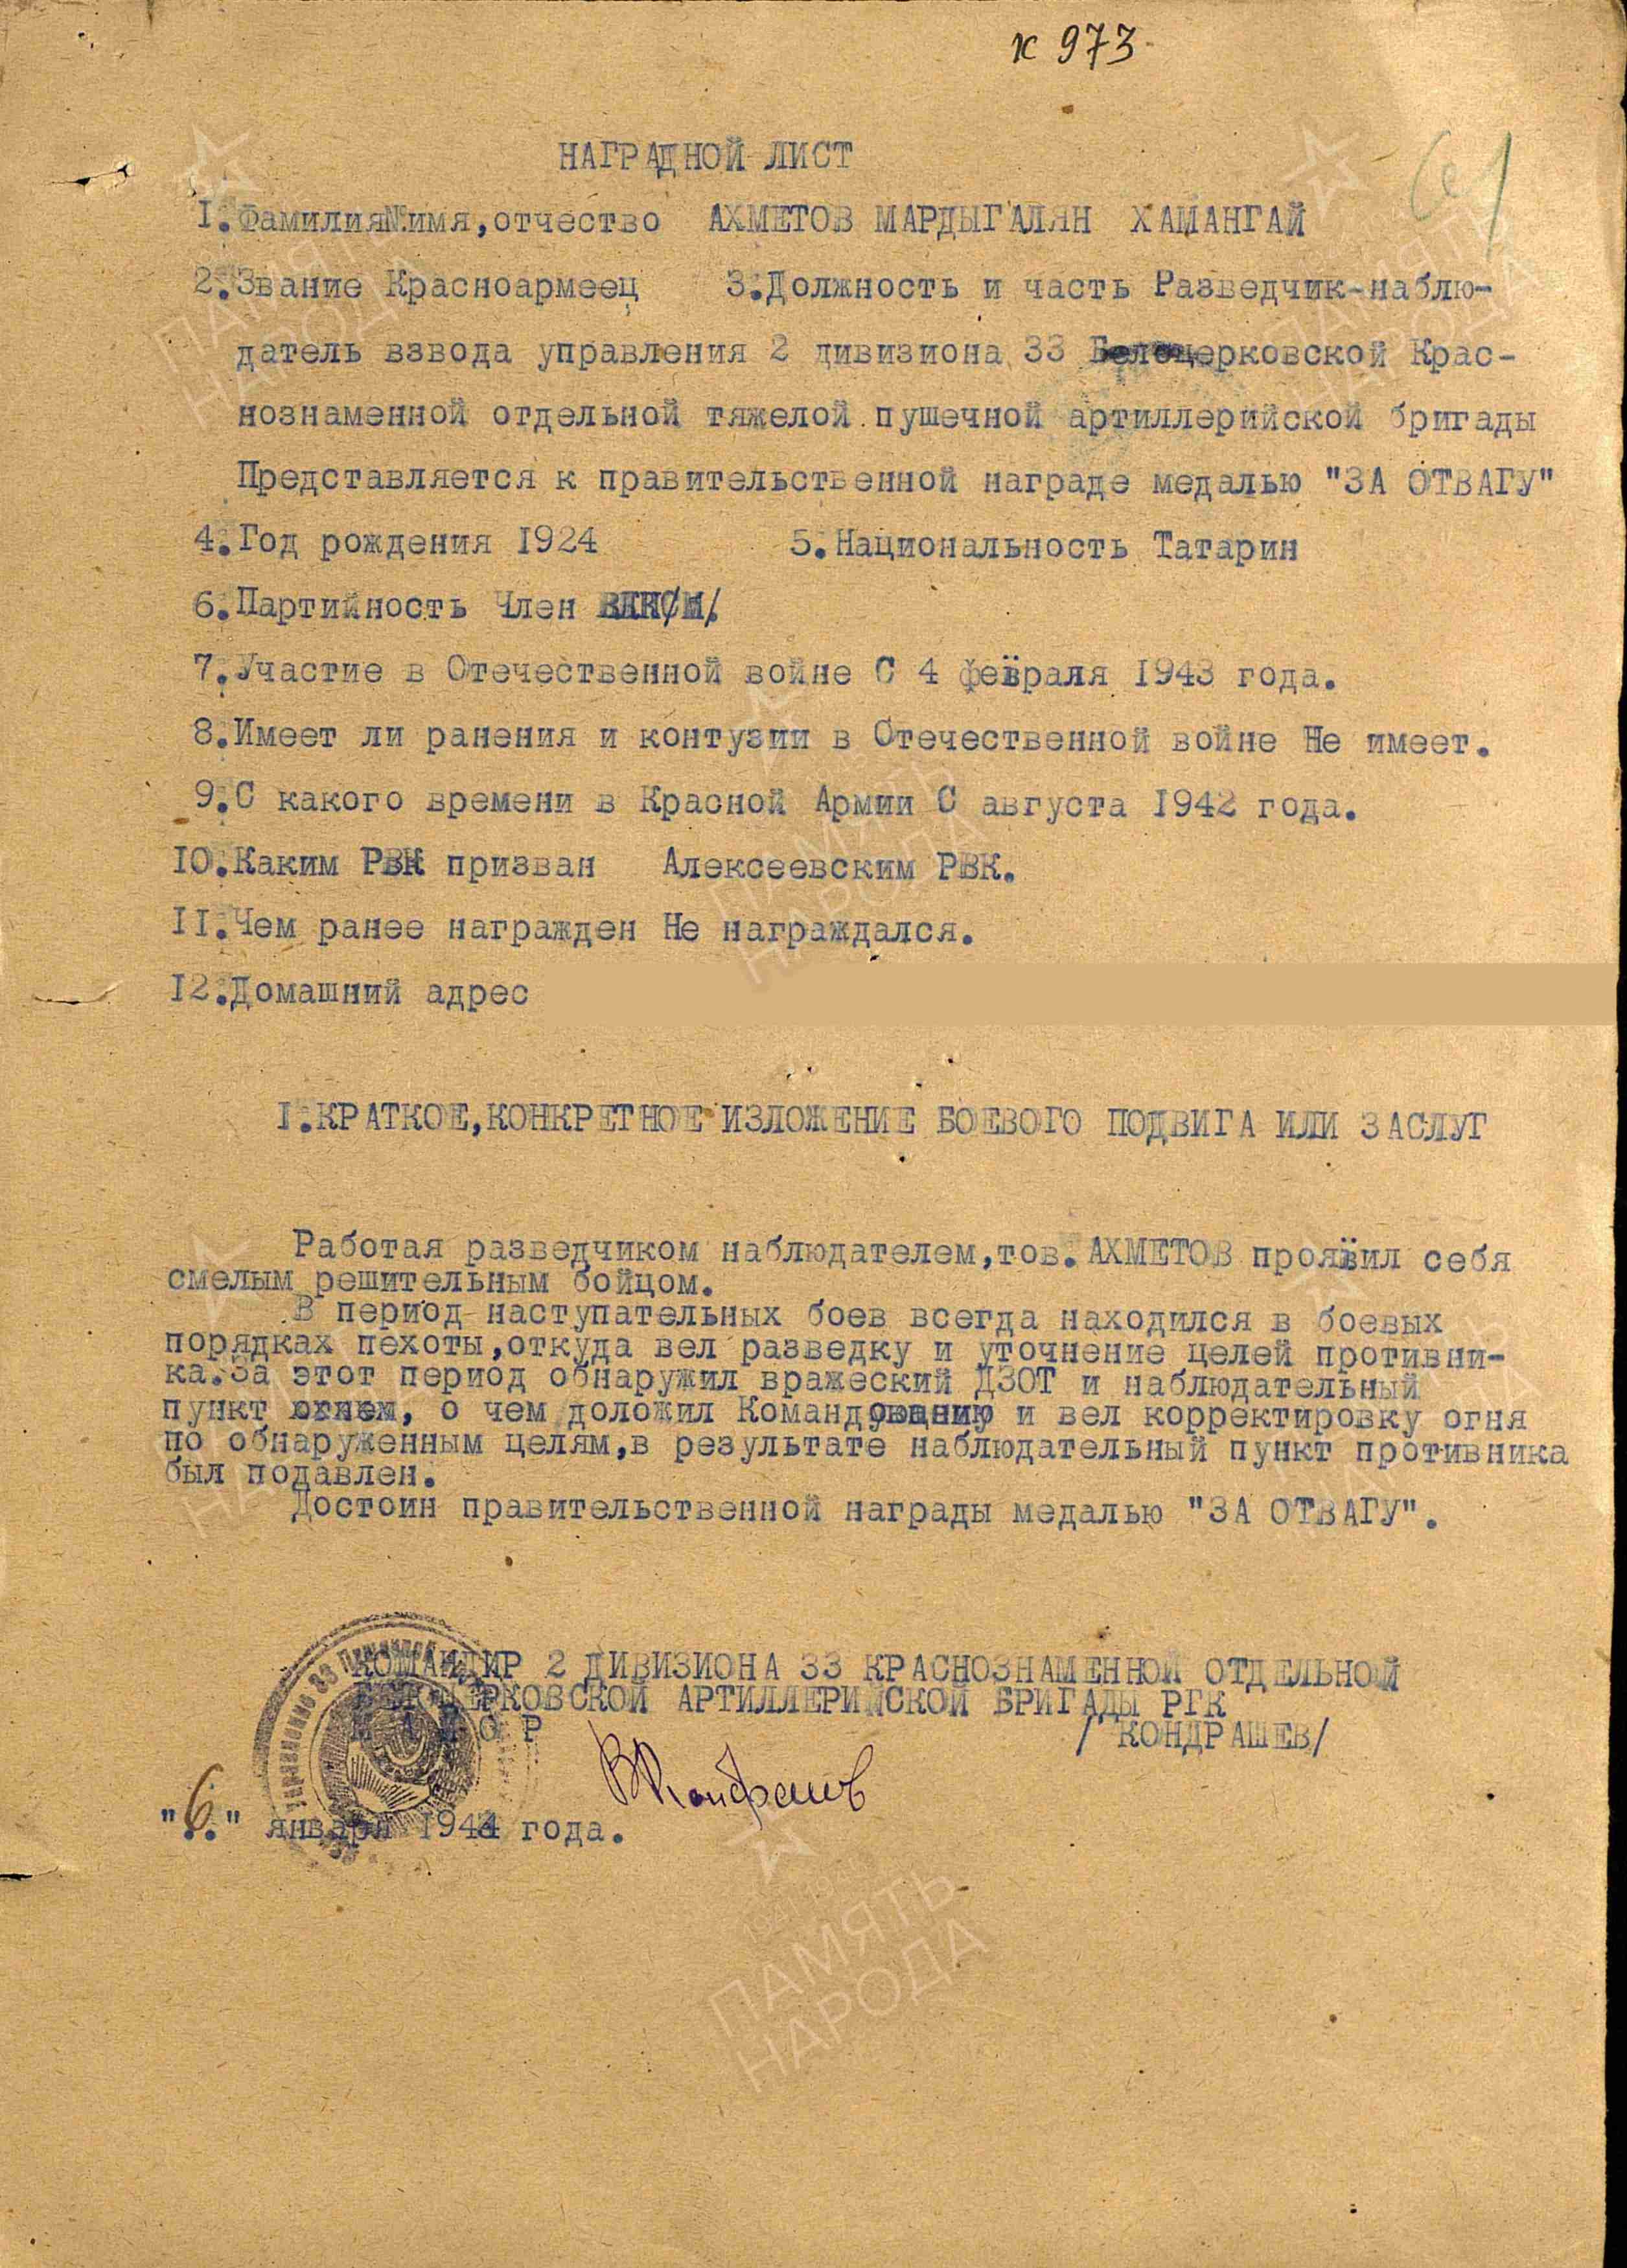 к 973
61
НАГРАДНОЙ ЛИСТ
1.Фамилия,имя,отчество АХМЕТОВ МАРДЫГАЛЯН ХАМАНГАЙ
2.Звание Красноармеец 3.Должность и часть Разведчик-наблю-
датель взвода управления 2 дивизиона 33 Белоцерковской Крас-
нознаменной отдельной тяжелой пушечной артиллерийской бригады
Представляется к правительственной награде медалью "ЗА ОТВАГУ"
4.Год рождения 1924 5.Национальность Татарин
6.Партийность Член ВЛКСМ.
7.Участие в Отечественной войне С 4 февраля 1943 года.
8.Имеет ли ранения и контузии в Отечественной войне Не имеет.
9.С какого времени в Красной Армии С августа 1942 года.
10.Каким РВК призван Алексеевским РВК.
11.Чем ранее награжден Не награждался.
12.Домашний адрес
1.КРАТКОЕ,КОНКРЕТНОЕ ИЗЛОЖЕНИЕ БОЕВОГО ПОДВИГА ИЛИ ЗАСЛУГ
Работая разведчиком наблюдателем,тов.АХМЕТОВ проявил себя
смелым решительным бойцом.
В период наступательных боев всегда находился в боевых
порядках пехоты,откуда вел разведку и уточнение целей противни-
ка.За этот период обнаружил вражеский ДЗОТ и наблюдательный
пункт , о чем доложил Командованию и вел корректировку огня
по обнаруженным целям,в результате наблюдательный пункт противника
был подавлен.
Достоин правительственной награды медалью "ЗА ОТВАГУ".
КОМАНДИР 2 ДИВИЗИОНА 33 КРАСНОЗНАМЕННОЙ ОТДЕЛЬНОЙ
БЕЛОЦЕРКОВСКОЙ АРТИЛЛЕРИЙСКОЙ БРИГАДЫ РГК
МАЙОР /КОНДРАШЕВ/
"6" января 1944 года.
ПАМЯТЬ
НАРОДА